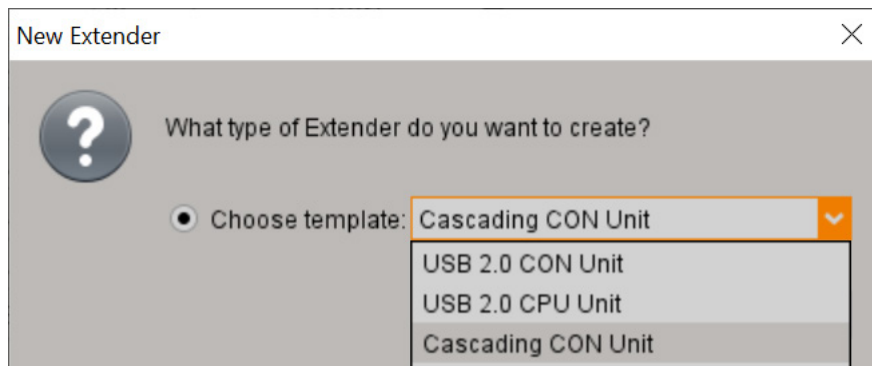 New Extender
What type of Extender do you want to create?
Choose template: Cascading CON Unit
USB 2.0 CON Unit
USB 2.0 CPU Unit
Cascading CON Unit